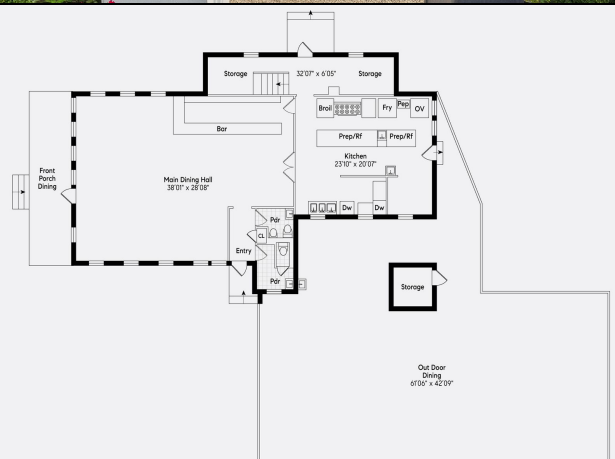 Storage
32'07" x 6'05"
Storage
Broil
Fry
Pep
OV
Bar
Prep/Rf
Prep/Rf
Kitchen
23'10" x 20'07"
Front
Porch
Dining
Main Dining Hall
38'01" x 28'08"
Dw
Dw
Pdr
CL
Entry
Pdr
Storage
Out Door
Dining
61'06" x 42'09"